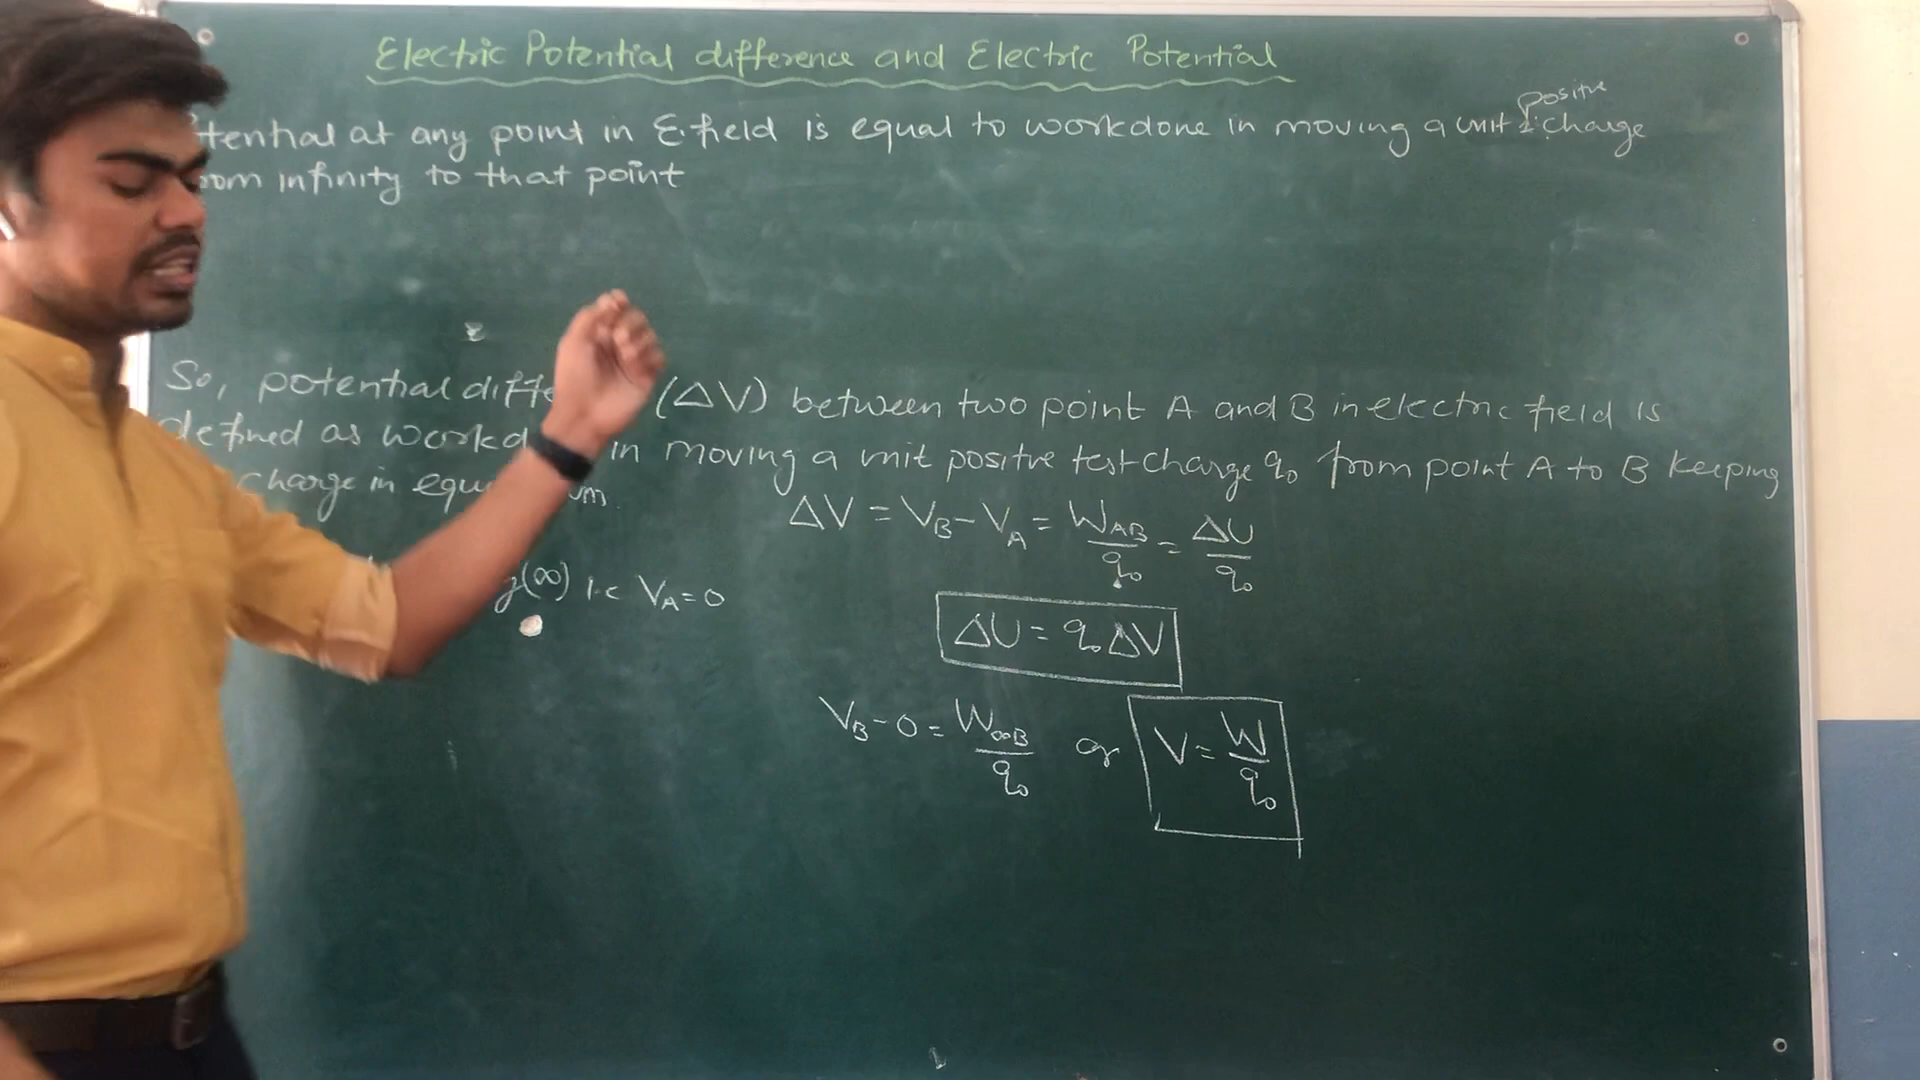 Electric Potential difference and Electric Potential
positive
tential at any point in E.field is equal to workdone in moving a unit charge
om infinity to that point
So, potential diffe (ΔV) between two point A and B in electric field is
defined as workd in moving a unit positive test charge q₀ from point A to B keeping
charge in equ um.
ΔV = V_B - V_A = W_AB/q₀ = ΔU/q₀
y(∞) i.e V_A = 0
ΔU = q₀ΔV
V_B - 0 = W_∞B/q₀ or V = W/q₀